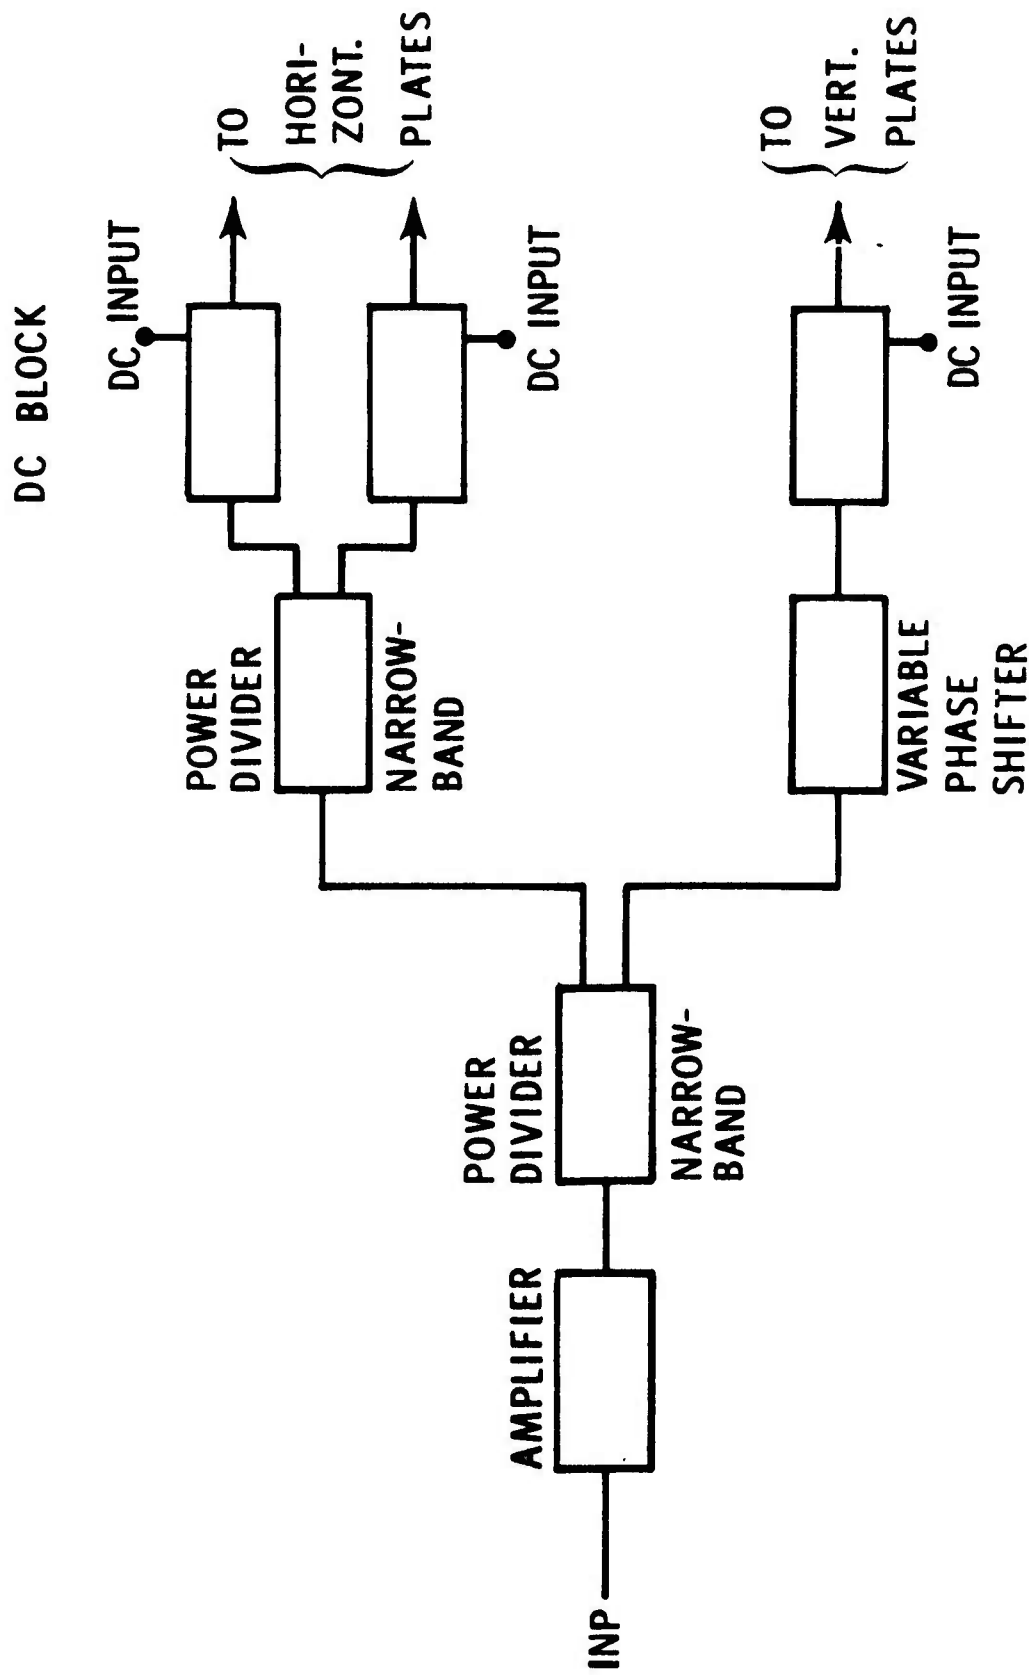 DC BLOCK
DC INPUT
TO
HORI-
ZONT.
PLATES
POWER
DIVIDER
NARROW-
BAND
DC INPUT
POWER
DIVIDER
NARROW-
BAND
AMPLIFIER
INP
TO
VERT.
PLATES
VARIABLE
PHASE
SHIFTER
DC INPUT